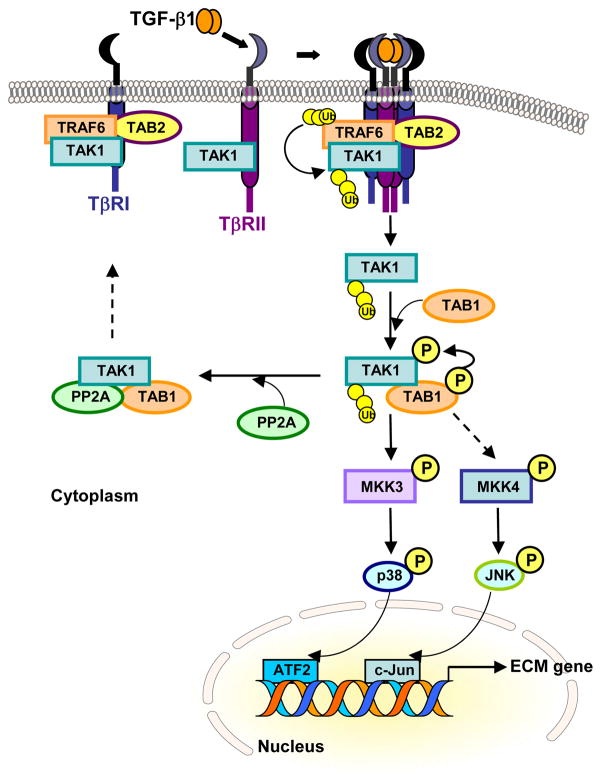 TGF-β1
TRAF6
TAB2
TAK1
TβRI
TAK1
TβRII
Ub
TRAF6
TAB2
TAK1
Ub
TAK1
Ub
TAB1
TAK1
P
P
TAB1
Ub
TAK1
PP2A
TAB1
PP2A
Cytoplasm
MKK3
P
MKK4
P
p38
P
JNK
P
ATF2
c-Jun
ECM gene
Nucleus